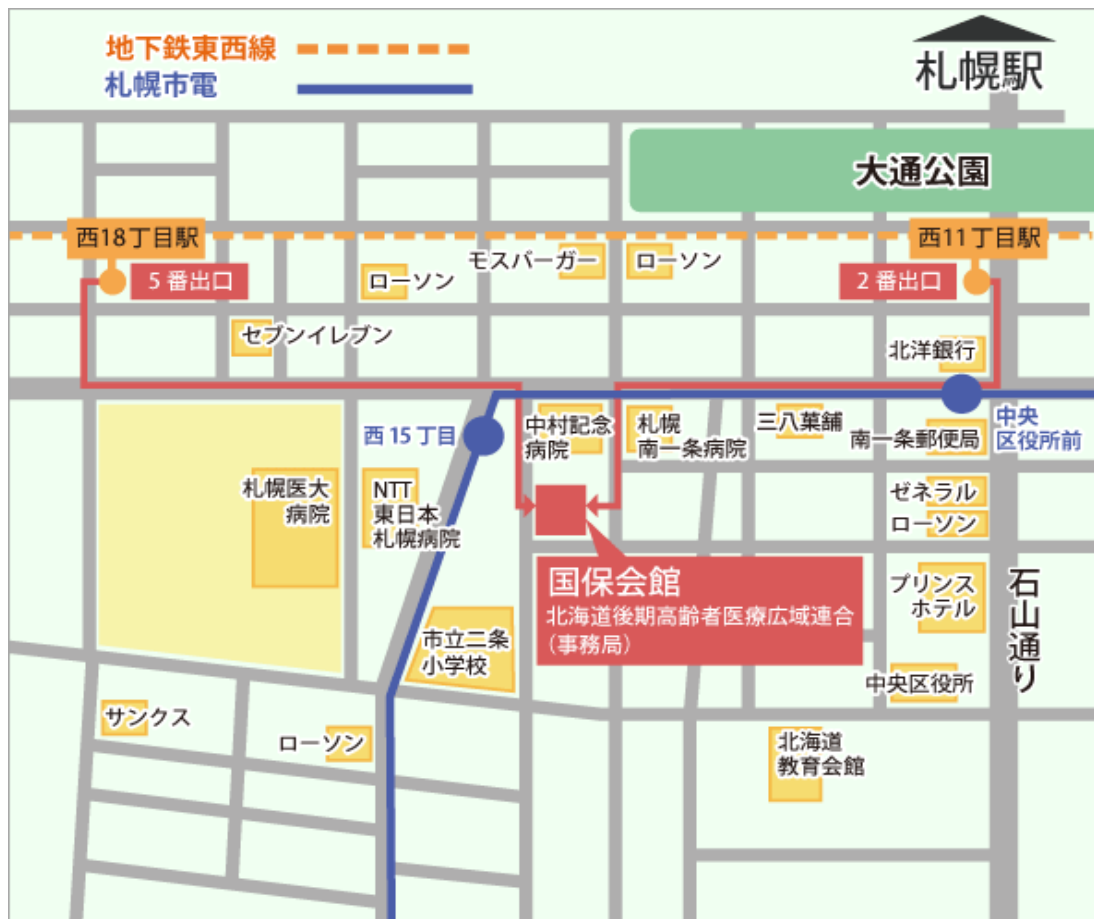 地下鉄東西線
札幌市電
札幌駅
大通公園
西18丁目駅
西11丁目駅
5番出口
2番出口
モスバーガー
ローソン
ローソン
セブンイレブン
北洋銀行
西15丁目
中村記念
病院
札幌
南一条病院
三八菓舗
南一条郵便局
中央
区役所前
札幌医大
病院
NTT
東日本
札幌病院
ゼネラル
ローソン
国保会館
北海道後期高齢者医療広域連合
(事務局)
プリンス
ホテル
石山通り
市立二条
小学校
中央区役所
サンクス
ローソン
北海道
教育会館